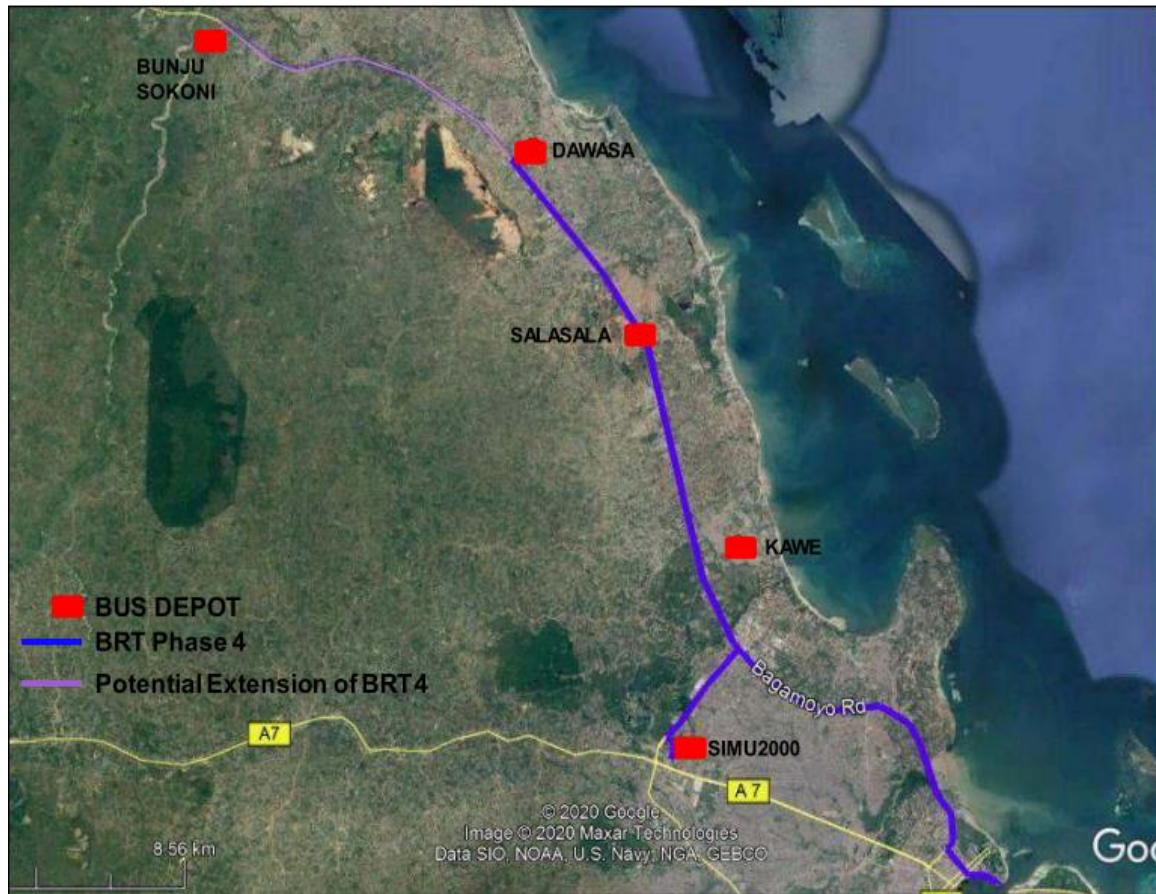 BUNJU
SOKONI
DAWASA
SALASALA
KAWE
BUS DEPOT
BRT Phase 4
Potential Extension of BRT4
Bagamoyo Rd
A7
SIMU2000
A 7
© 2020 Google
Image © 2020 Maxar Technologies
Data SIO, NOAA, U.S. Navy, NGA, GEBCO
8.56 km
Goo